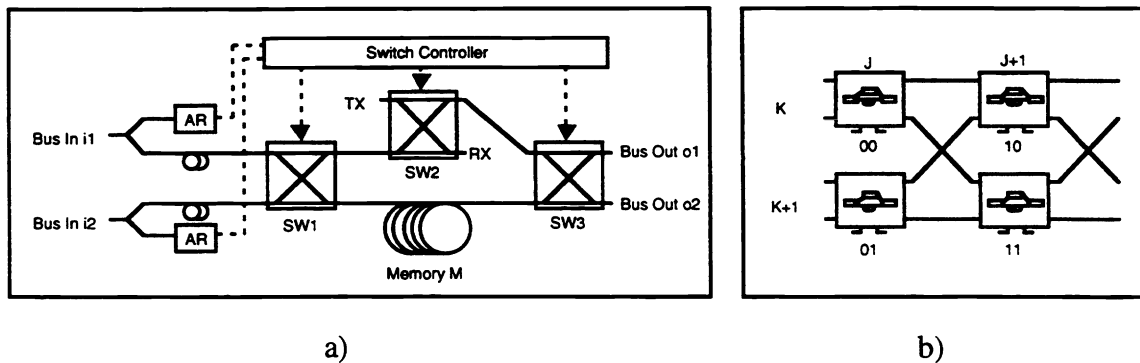 Switch Controller
TX
AR
Bus In i1
RX
Bus Out o1
SW2
Bus In i2
AR
SW1
SW3
Bus Out o2
Memory M
a)
J
J+1
K
00
10
K+1
01
11
b)